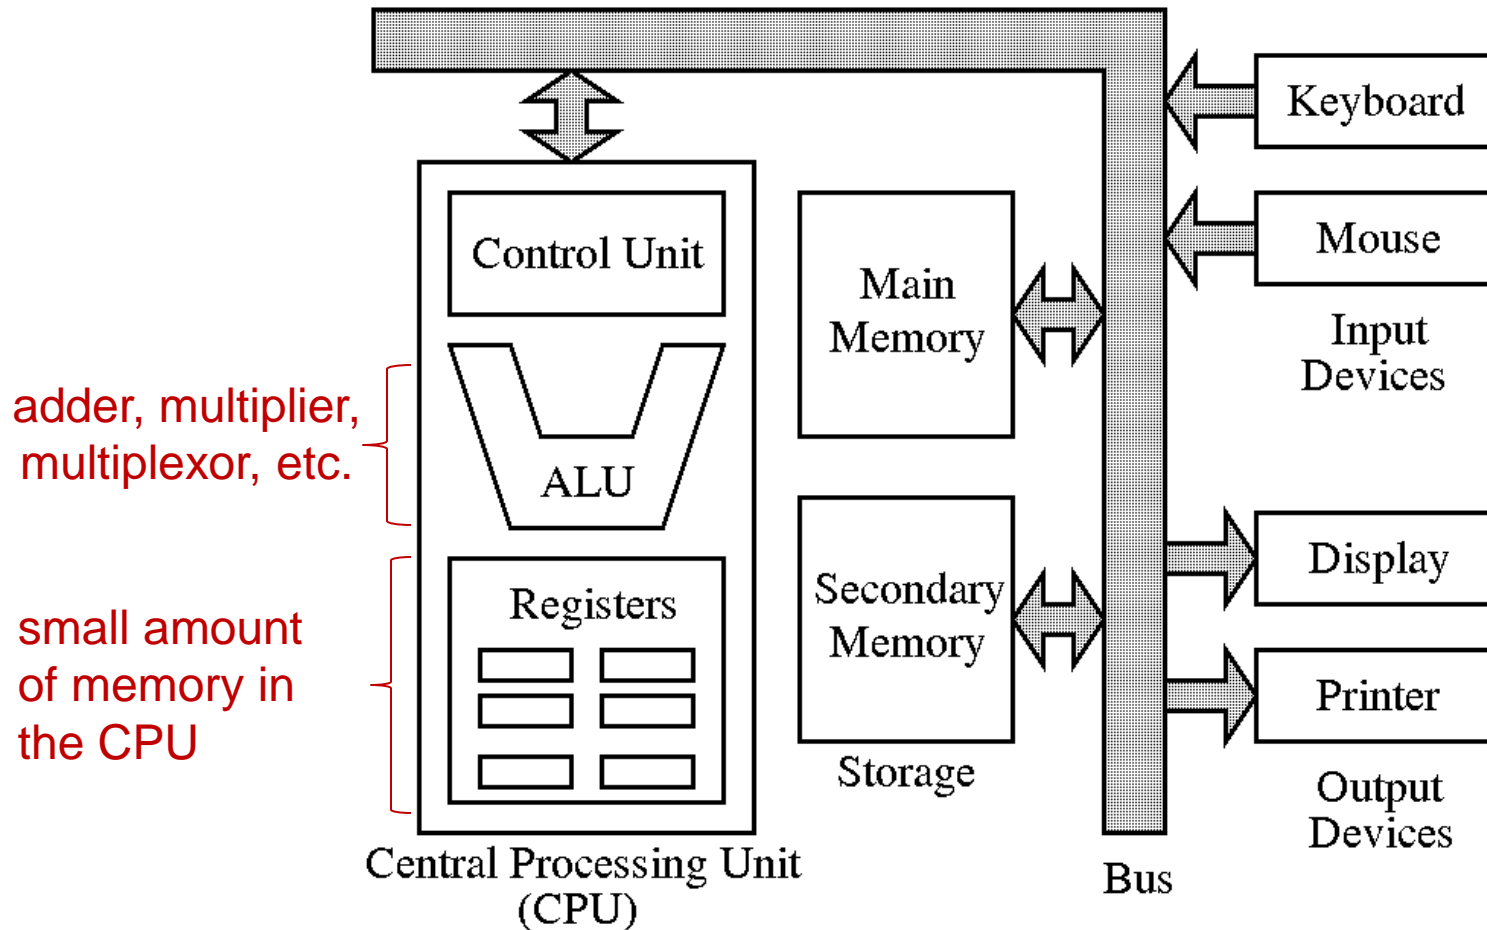 Keyboard
Control Unit
Mouse
Main
Memory
Input
Devices
adder, multiplier,
multiplexor, etc.
ALU
Display
Secondary
Memory
Registers
small amount
of memory in
the CPU
Printer
Storage
Output
Devices
Central Processing Unit
(CPU)
Bus